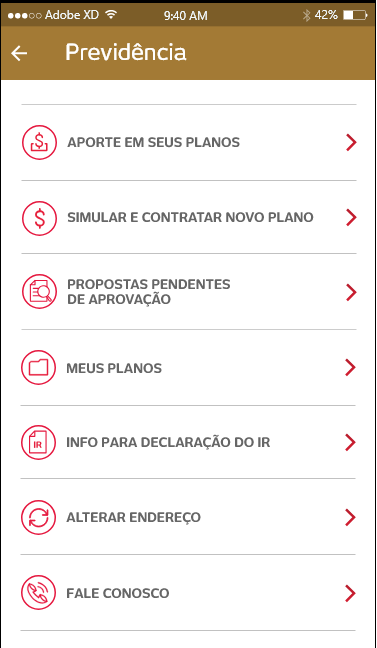 Adobe XD 9:40 AM 42%
Previdência
APORTE EM SEUS PLANOS
SIMULAR E CONTRATAR NOVO PLANO
PROPOSTAS PENDENTES
DE APROVAÇÃO
MEUS PLANOS
IR INFO PARA DECLARAÇÃO DO IR
ALTERAR ENDEREÇO
FALE CONOSCO